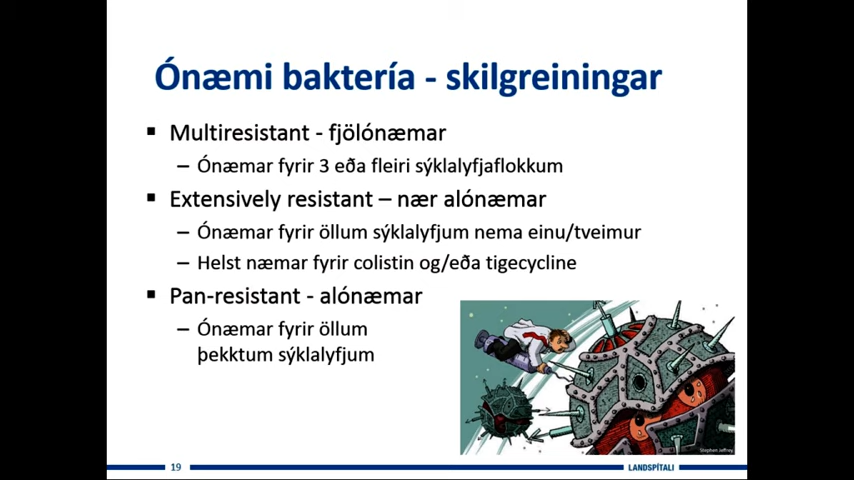 Ónæmi baktería - skilgreiningar
▪ Multiresistant - fjölónæmar
– Ónæmar fyrir 3 eða fleiri sýklalyfjaflokkum
▪ Extensively resistant – nær alónæmar
– Ónæmar fyrir öllum sýklalyfjum nema einu/tveimur
– Helst næmar fyrir colistin og/eða tigecycline
▪ Pan-resistant - alónæmar
– Ónæmar fyrir öllum
þekktum sýklalyfjum
Stephen Jeffrey
19
LANDSPÍTALI